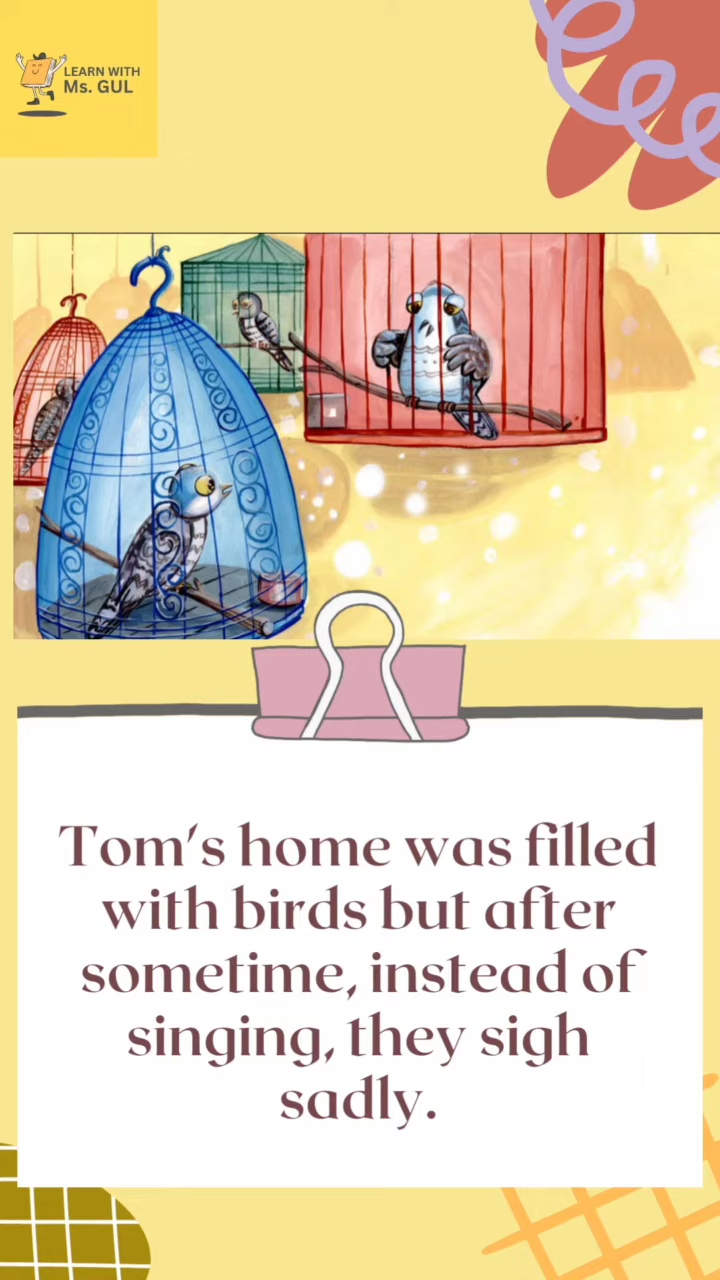 LEARN WITH
Ms. GUL
Tom's home was filled
with birds but after
sometime, instead of
singing, they sigh
sadly.